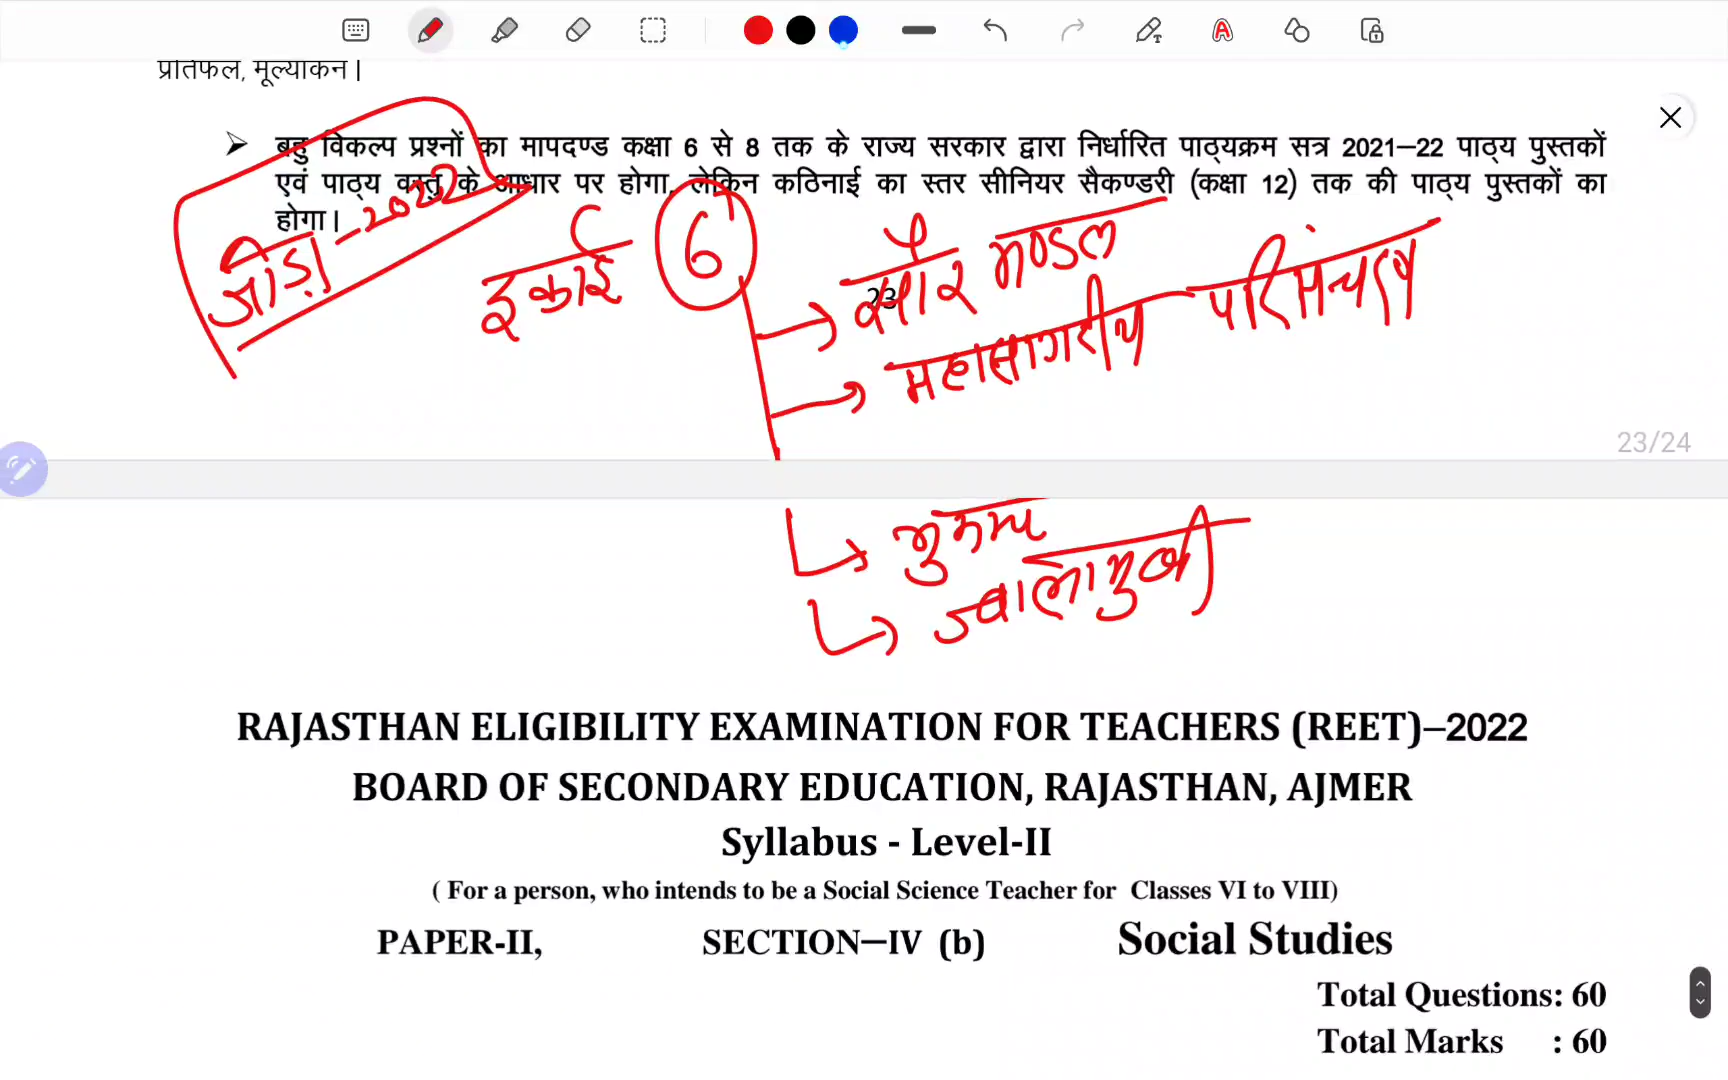 प्रतिफल, मूल्यांकन।
➤ बहु विकल्प प्रश्नों का मापदण्ड कक्षा 6 से 8 तक के राज्य सरकार द्वारा निर्धारित पाठ्यक्रम सत्र 2021–22 पाठ्य पुस्तकों
एवं पाठ्य वस्तु के आधार पर होगा, लेकिन कठिनाई का स्तर सीनियर सैकण्डरी (कक्षा 12) तक की पाठ्य पुस्तकों का
होगा।
जोड़ा - 2022
इकाई 6
सौर मण्डल
23
महासागरीय परिसंचरण
23/24
भुकम्प
ज्वालामुखी
RAJASTHAN ELIGIBILITY EXAMINATION FOR TEACHERS (REET)–2022
BOARD OF SECONDARY EDUCATION, RAJASTHAN, AJMER
Syllabus - Level-II
( For a person, who intends to be a Social Science Teacher for Classes VI to VIII)
PAPER-II, SECTION–IV (b) Social Studies
Total Questions: 60
Total Marks : 60